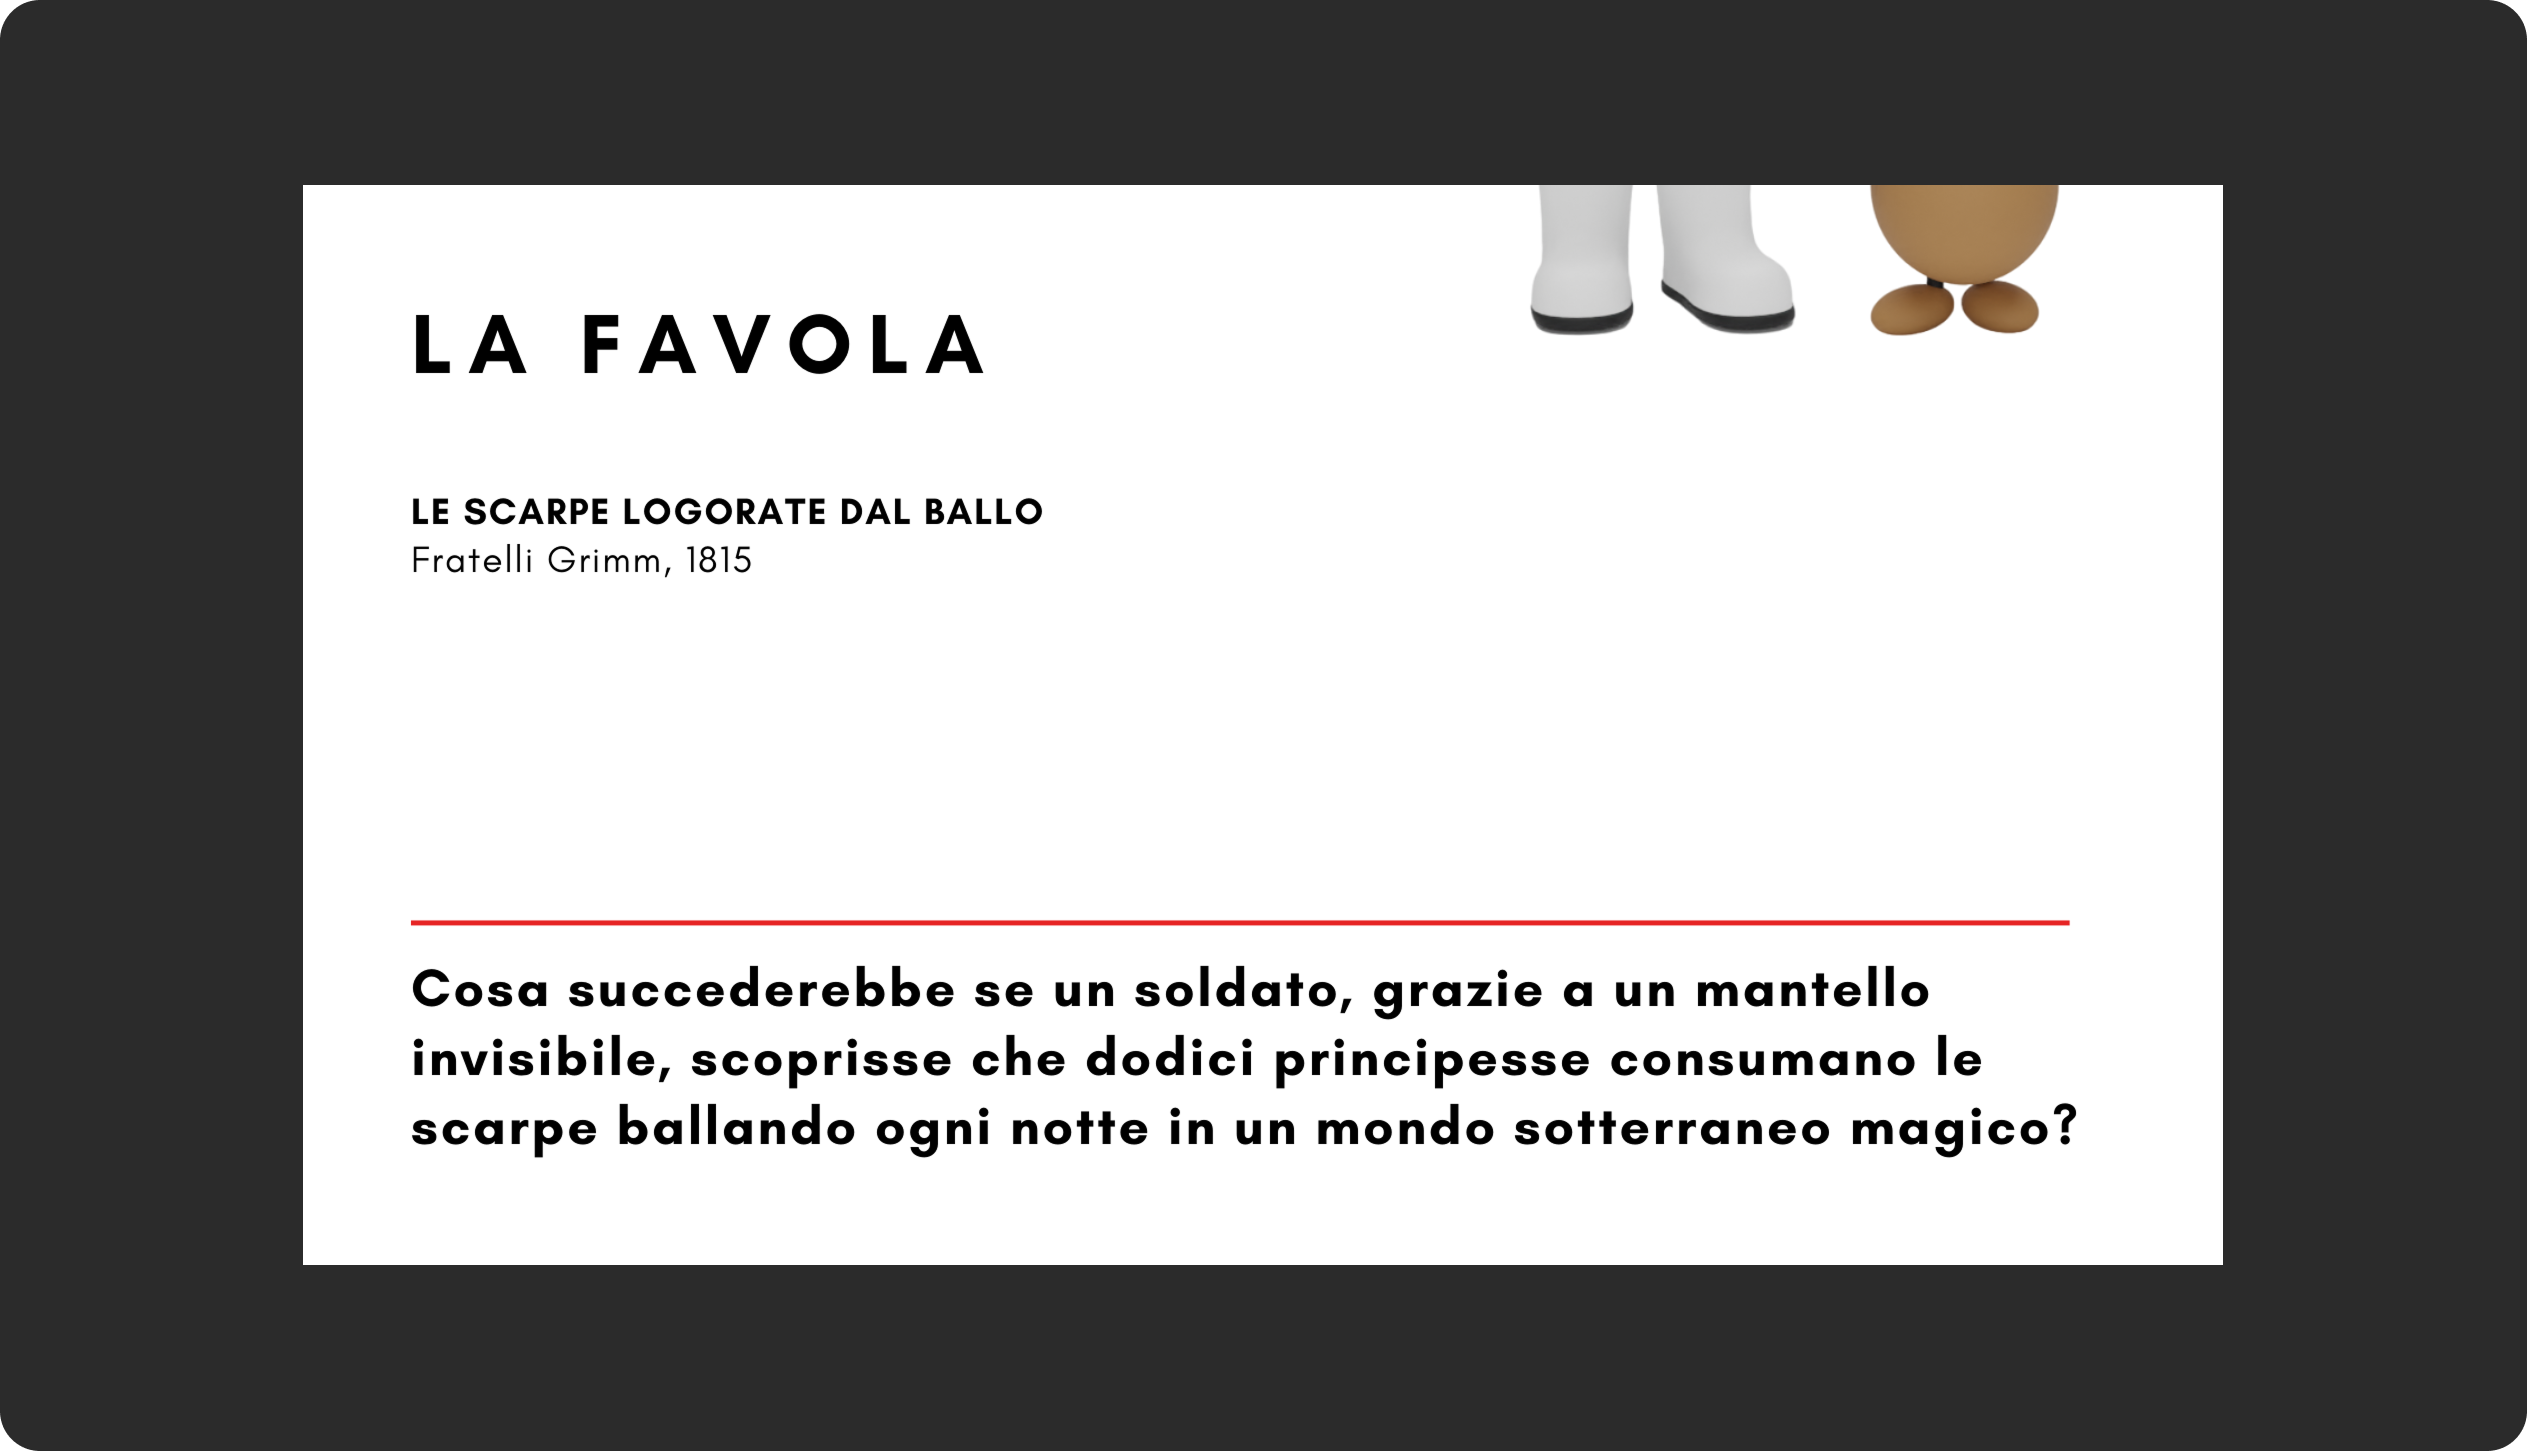 LA FAVOLA
LE SCARPE LOGORATE DAL BALLO
Fratelli Grimm, 1815
Cosa succederebbe se un soldato, grazie a un mantello
invisibile, scoprisse che dodici principesse consumano le
scarpe ballando ogni notte in un mondo sotterraneo magico?